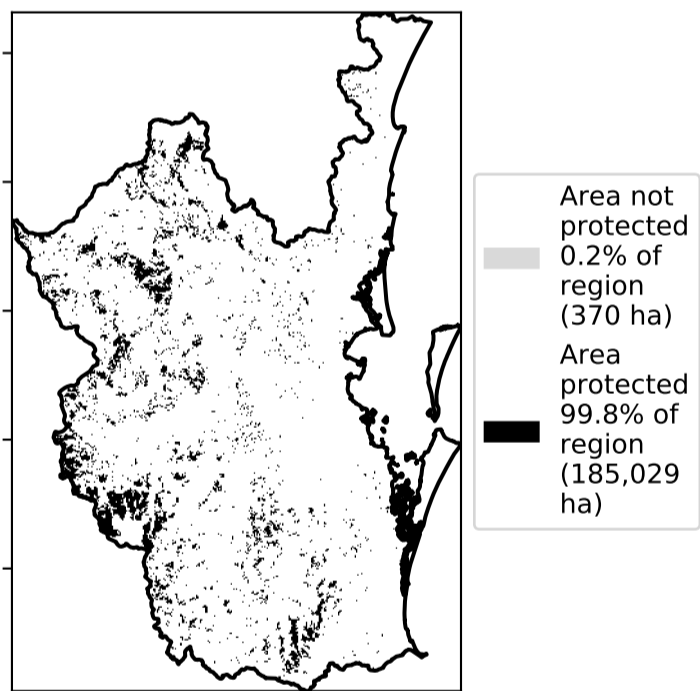 Area not
protected
0.2% of
region
(370 ha)
Area
protected
99.8% of
region
(185,029
ha)